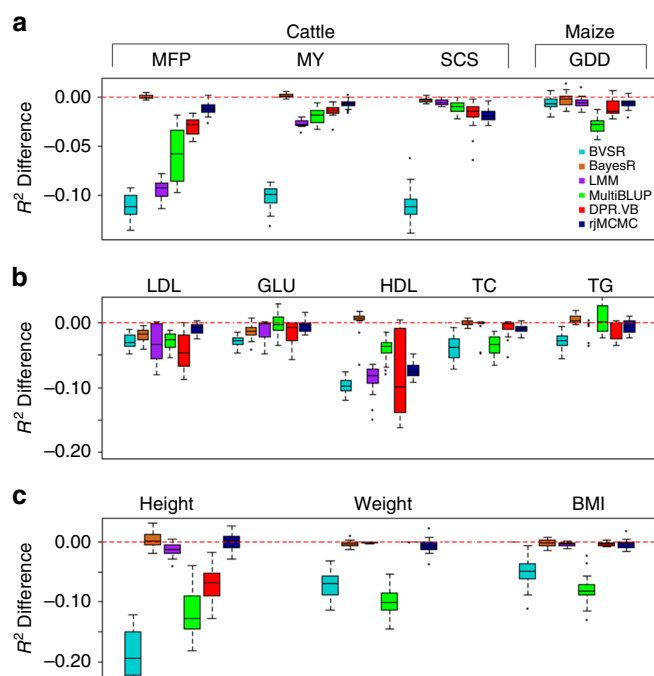 a
Cattle Maize
MFP MY SCS GDD
0.00
−0.05
−0.10
R² Difference
BVSR
BayesR
LMM
MultiBLUP
DPR.VB
rjMCMC
b
LDL GLU HDL TC TG
0.00
−0.10
−0.20
R² Difference
c
Height Weight BMI
0.00
−0.10
−0.20
R² Difference